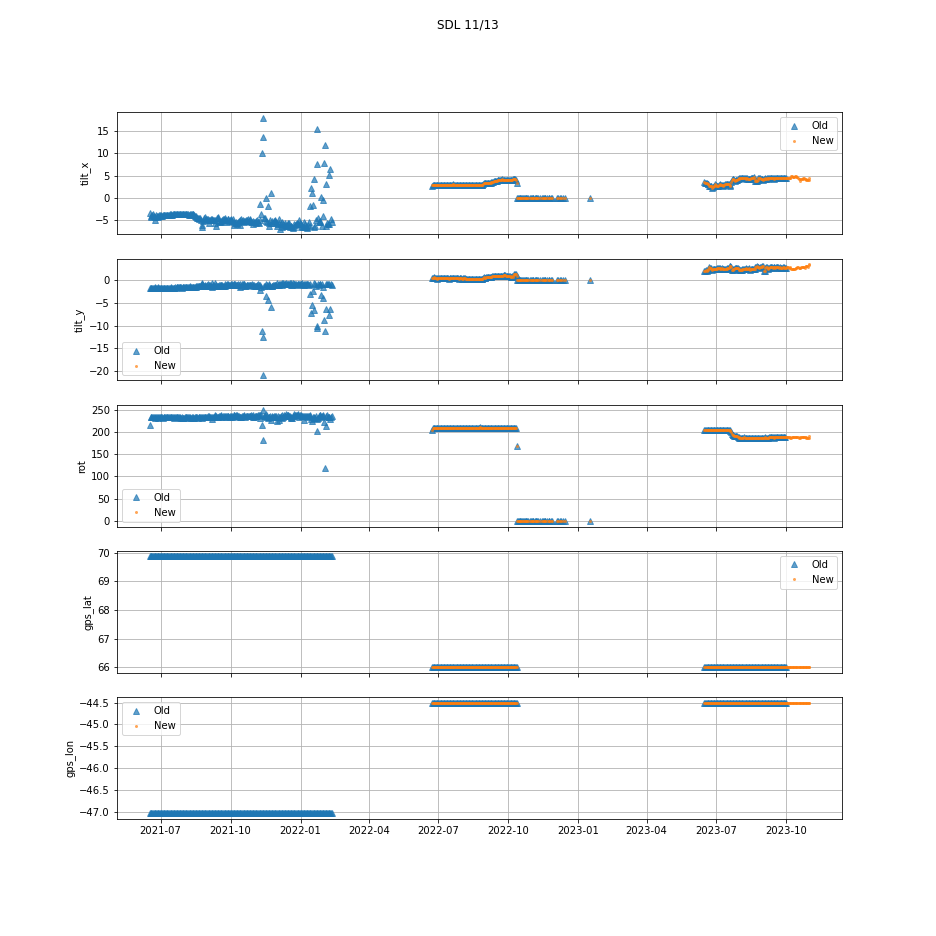 SDL 11/13
15
10
5
0
−5
tilt_x
Old
New
0
−5
−10
−15
−20
tilt_y
Old
New
250
200
150
100
50
0
rot
Old
New
70
69
68
67
66
gps_lat
Old
New
−44.5
−45.0
−45.5
−46.0
−46.5
−47.0
gps_lon
Old
New
2021-07 2021-10 2022-01 2022-04 2022-07 2022-10 2023-01 2023-04 2023-07 2023-10